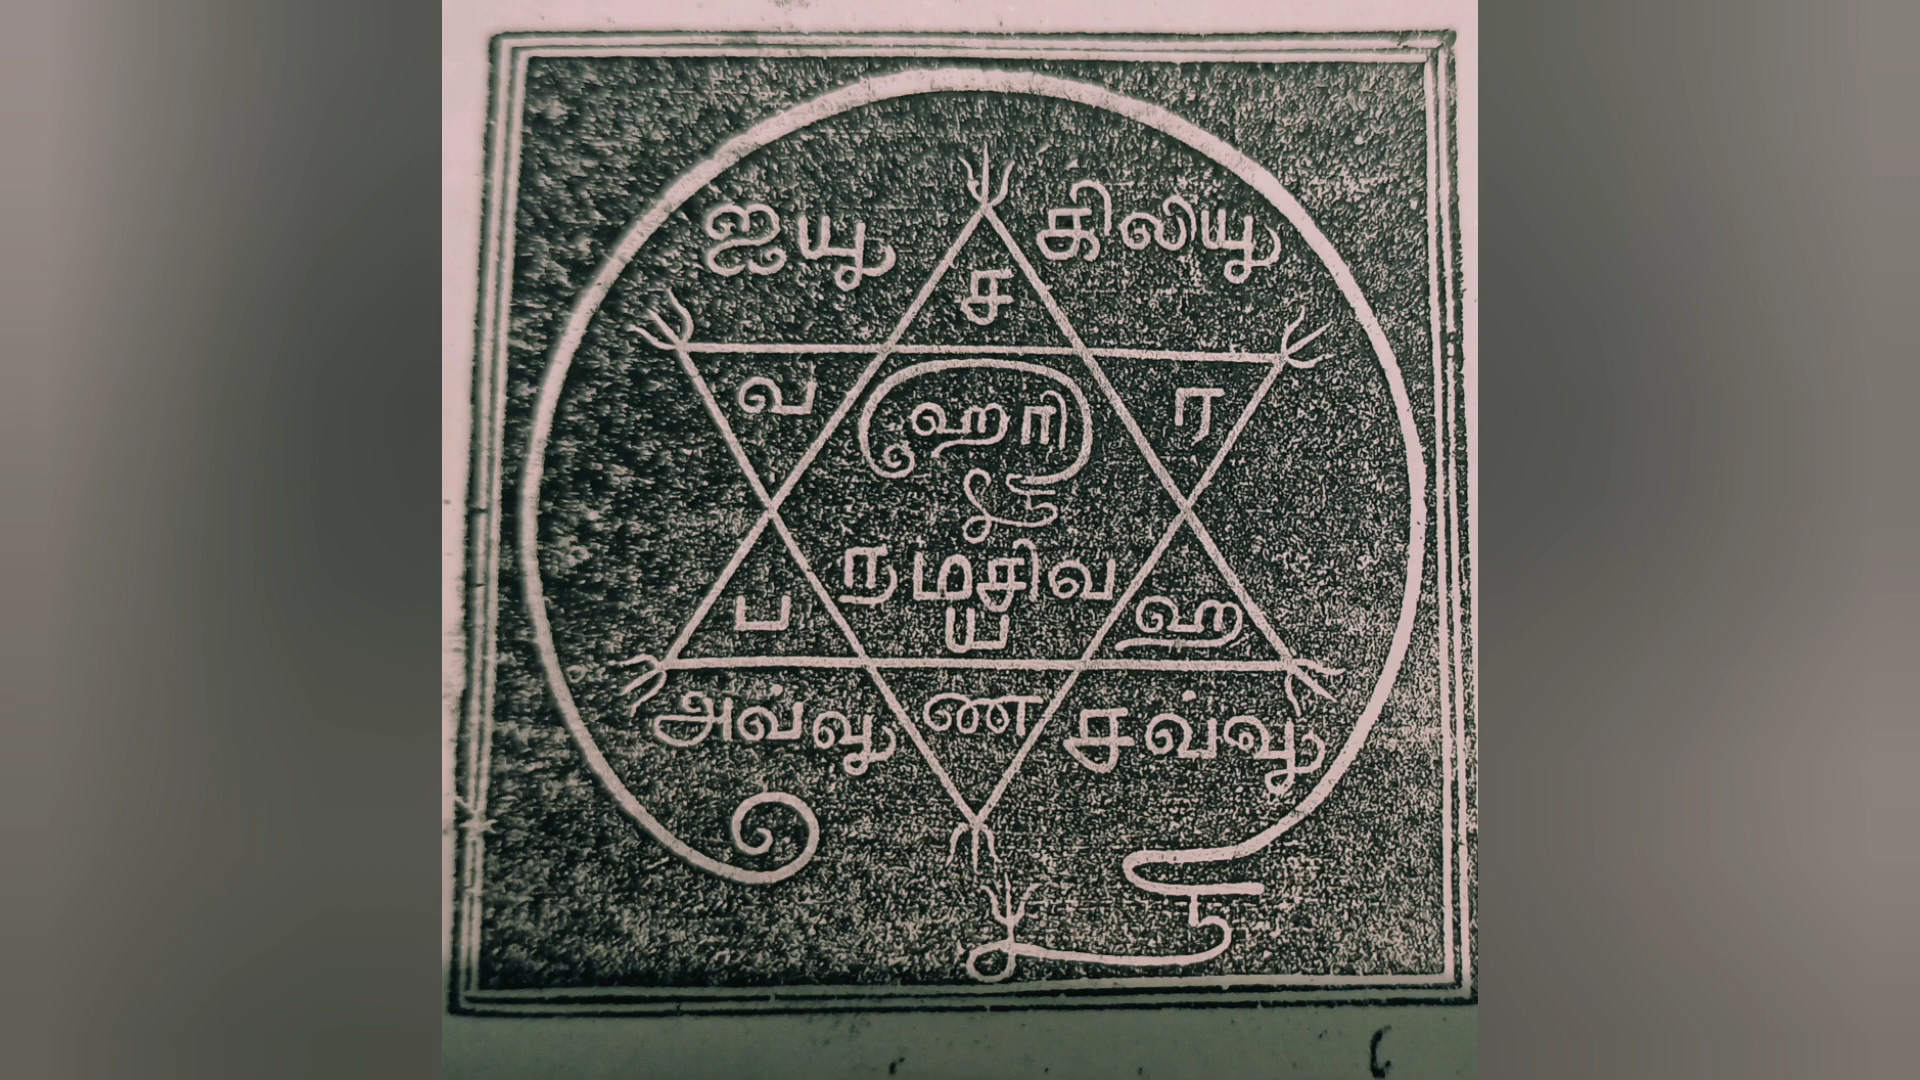 ஐயு கிலியு
ச
வ ர
ஹரி
நமசிவ
ய
ப ஹ
அவ்வு ண சவ்வு